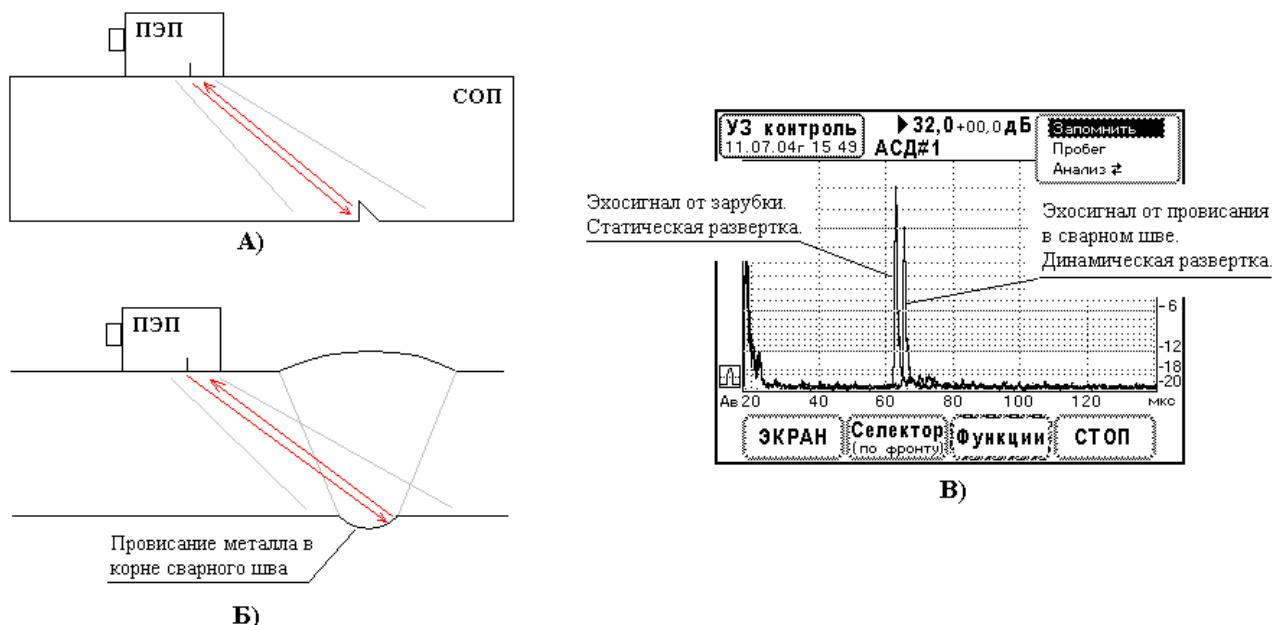 ПЭП
СОП
А)
ПЭП
Провисание металла в
корне сварного шва
Б)
УЗ контроль
11.07.04г 15 49
32,0+00,0дБ
АСД#1
Запомнить
Пробег
Анализ ⇄
Эхосигнал от зарубки.
Статическая развертка.
Эхосигнал от провисания
в сварном шве.
Динамическая развертка.
-6
-12
-18
-20
Ав 20 40 60 80 100 120 мкс
ЭКРАН
Селектор
(по фронту)
Функции
СТОП
В)